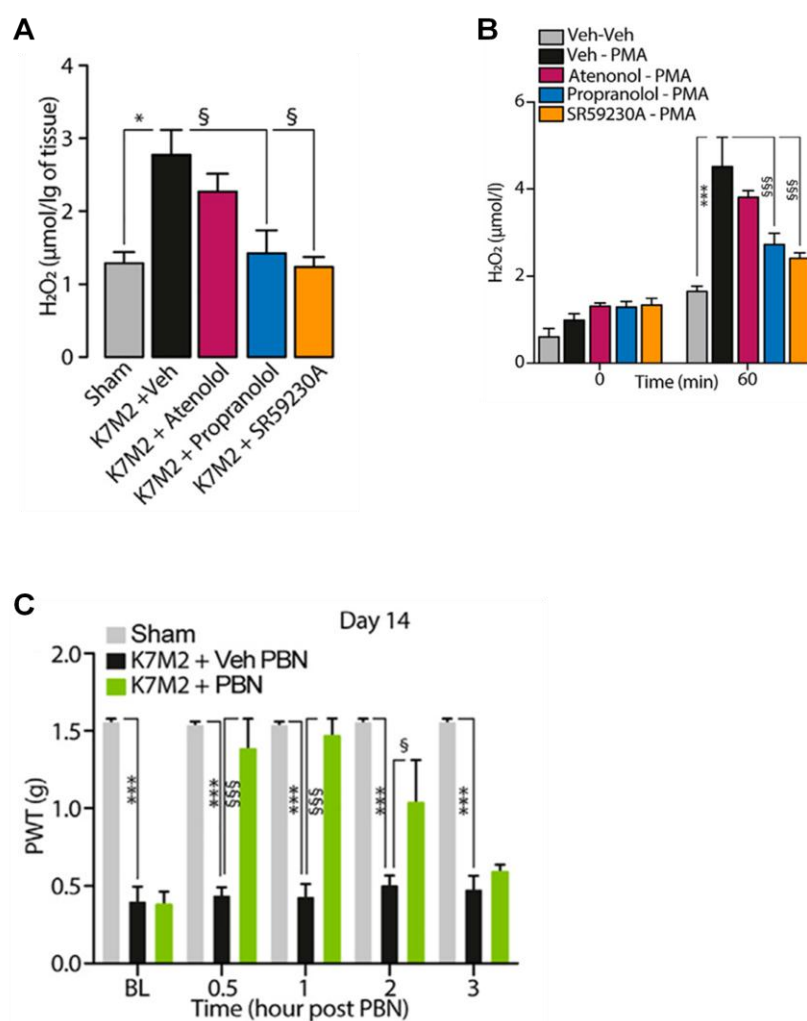 A
H₂O₂ (µmol/lg of tissue)
4
3
2
1
0
*
§
§
Sham
K7M2 +Veh
K7M2 + Atenolol
K7M2 + Propranolol
K7M2 + SR59230A
B
Veh-Veh
Veh - PMA
Atenonol - PMA
Propranolol - PMA
SR59230A - PMA
H₂O₂ (µmol/l)
6
4
2
0
***
§§§
§§§
0
Time (min)
60
C
Day 14
Sham
K7M2 + Veh PBN
K7M2 + PBN
PWT (g)
2.0
1.5
1.0
0.5
0.0
***
***
§§§
***
§§§
***
§
***
BL
0.5
1
2
3
Time (hour post PBN)